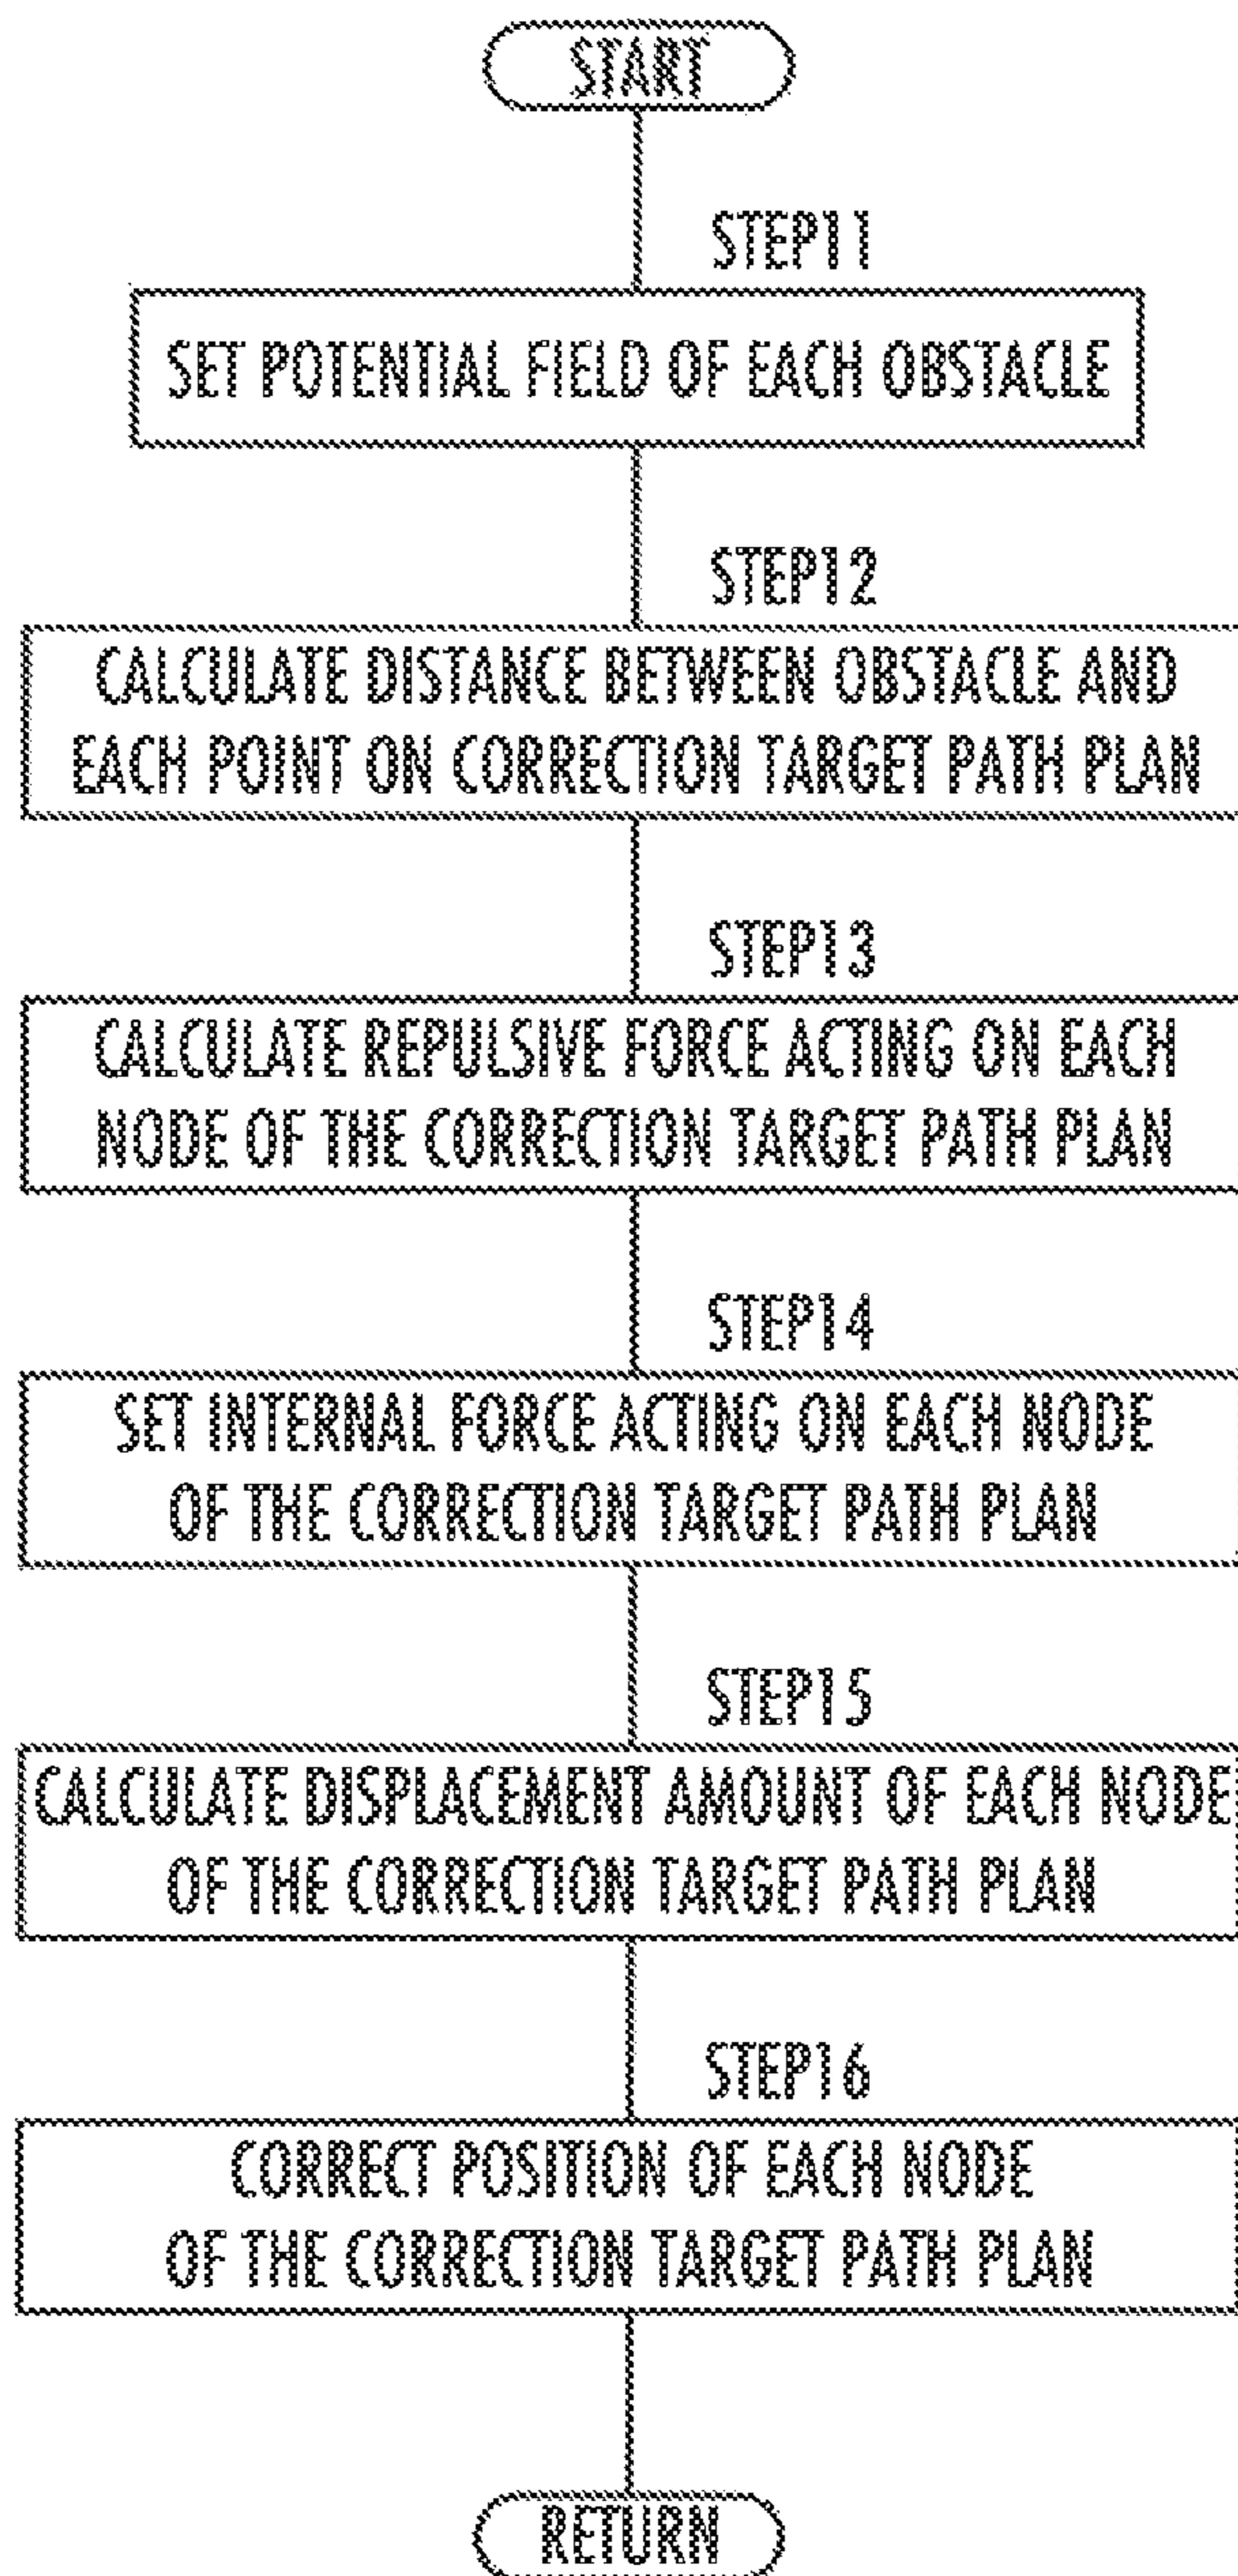 START
STEP11
SET POTENTIAL FIELD OF EACH OBSTACLE
STEP12
CALCULATE DISTANCE BETWEEN OBSTACLE AND
EACH POINT ON CORRECTION TARGET PATH PLAN
STEP13
CALCULATE REPULSIVE FORCE ACTING ON EACH
NODE OF THE CORRECTION TARGET PATH PLAN
STEP14
SET INTERNAL FORCE ACTING ON EACH NODE
OF THE CORRECTION TARGET PATH PLAN
STEP15
CALCULATE DISPLACEMENT AMOUNT OF EACH NODE
OF THE CORRECTION TARGET PATH PLAN
STEP16
CORRECT POSITION OF EACH NODE
OF THE CORRECTION TARGET PATH PLAN
RETURN